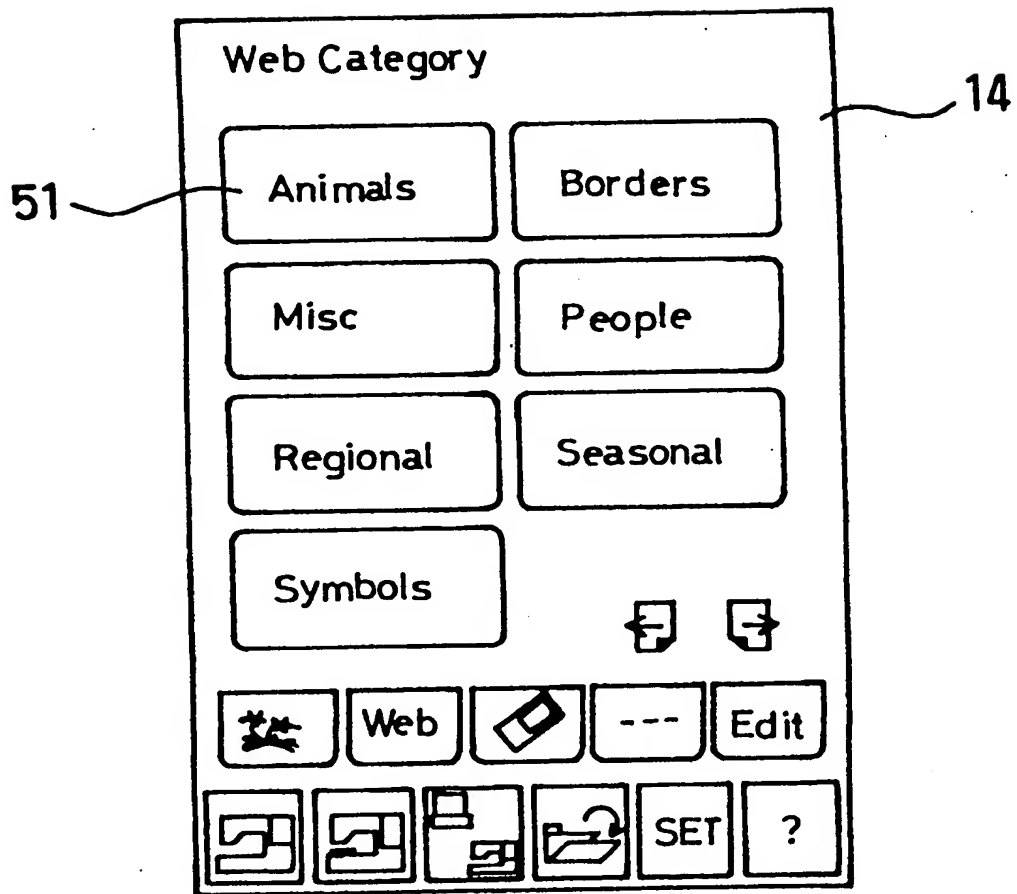 Web Category
14
51
Animals
Borders
Misc
People
Regional
Seasonal
Symbols
Web
---
Edit
SET
?